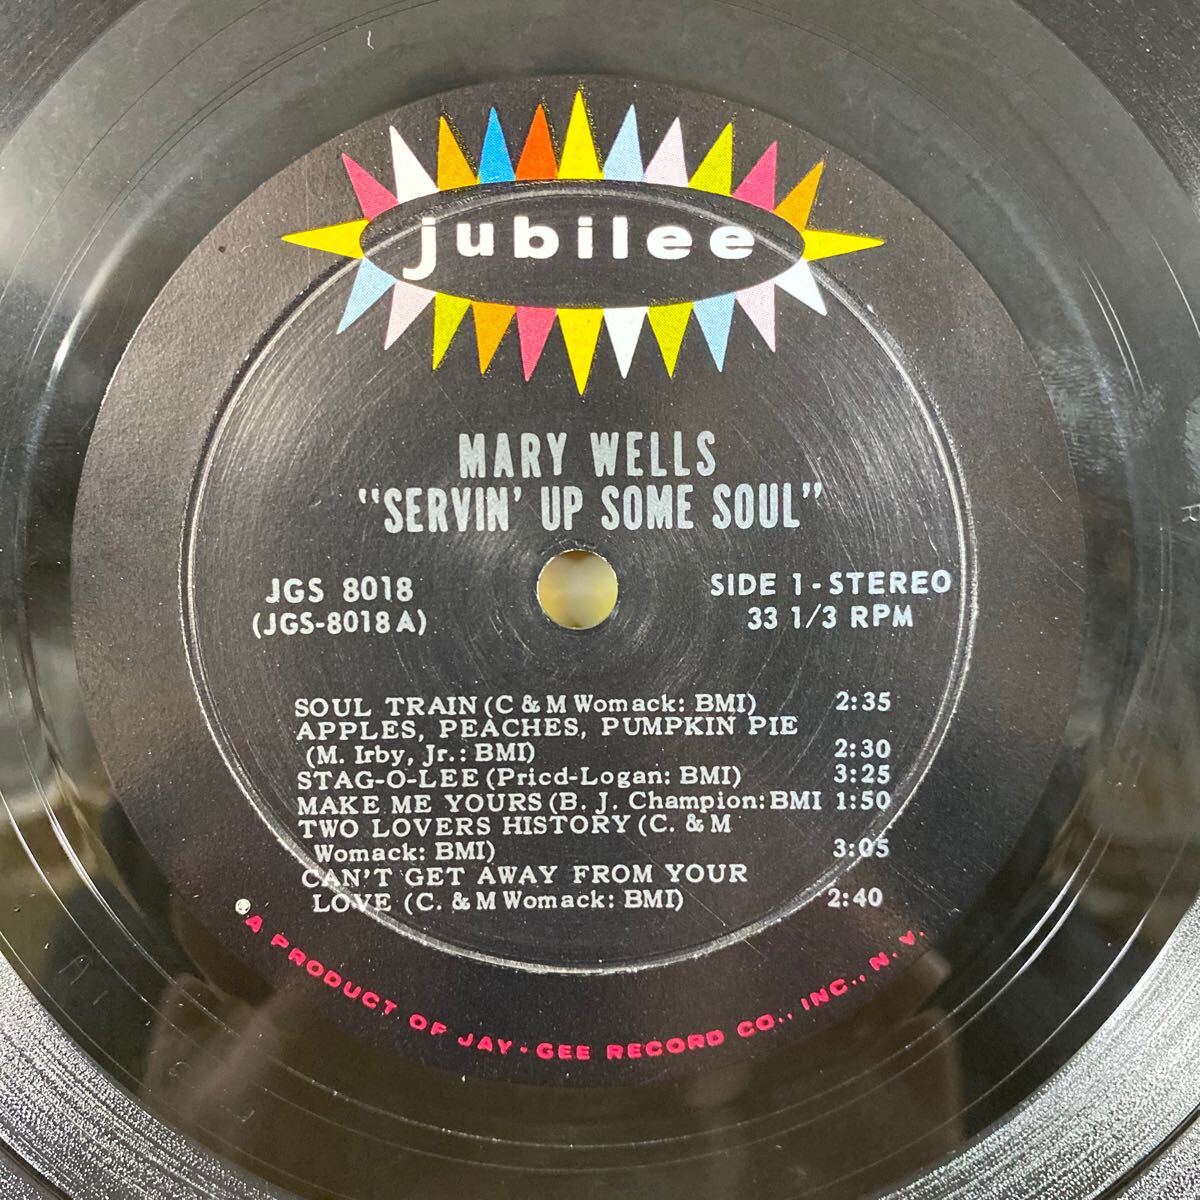 jubilee
MARY WELLS
"SERVIN' UP SOME SOUL"
JGS 8018
(JGS-8018A)
SIDE 1 - STEREO
33 1/3 RPM
SOUL TRAIN (C & M Womack: BMI) 2:35
APPLES, PEACHES, PUMPKIN PIE
(M. Irby, Jr.: BMI) 2:30
STAG-O-LEE (Pricd-Logan: BMI) 3:25
MAKE ME YOURS (B. J. Champion: BMI 1:50
TWO LOVERS HISTORY (C. & M
Womack: BMI) 3:05
CAN'T GET AWAY FROM YOUR
LOVE (C. & M Womack: BMI) 2:40
A PRODUCT OF JAY-GEE RECORD CO., INC., N. Y.